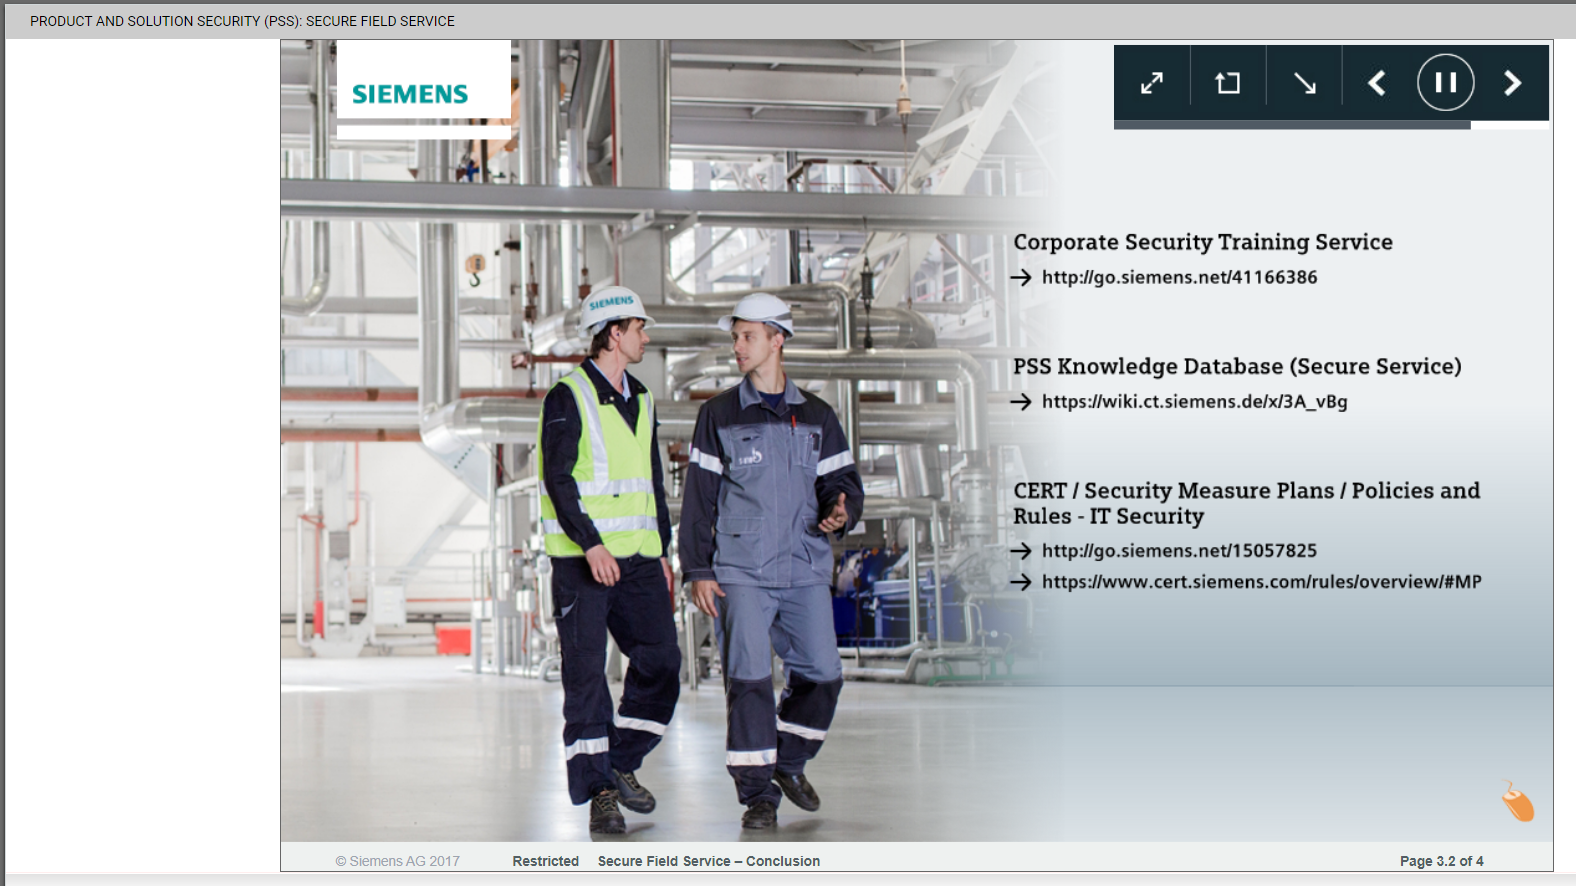 PRODUCT AND SOLUTION SECURITY (PSS): SECURE FIELD SERVICE
SIEMENS
Corporate Security Training Service
→ http://go.siemens.net/41166386
SIEMENS
PSS Knowledge Database (Secure Service)
→ https://wiki.ct.siemens.de/x/3A_vBg
CERT / Security Measure Plans / Policies and
Rules - IT Security
→ http://go.siemens.net/15057825
→ https://www.cert.siemens.com/rules/overview/#MP
© Siemens AG 2017 Restricted Secure Field Service – Conclusion Page 3.2 of 4